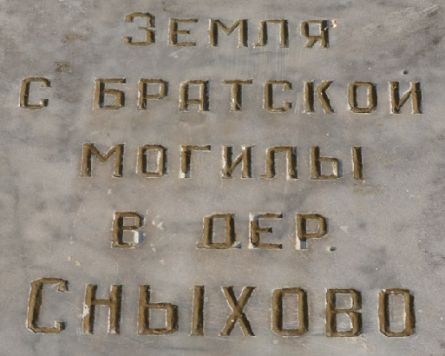 Земля
с братской
могилы
в дер
Сныхово